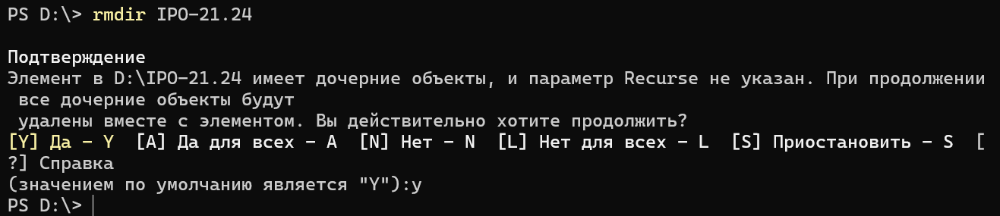 PS D:\> rmdir IPO-21.24
Подтверждение
Элемент в D:\IPO-21.24 имеет дочерние объекты, и параметр Recurse не указан. При продолжении
все дочерние объекты будут
удалены вместе с элементом. Вы действительно хотите продолжить?
[Y] Да - Y  [A] Да для всех - A  [N] Нет - N  [L] Нет для всех - L  [S] Приостановить - S  [
?] Справка
(значением по умолчанию является "Y"):y
PS D:\>